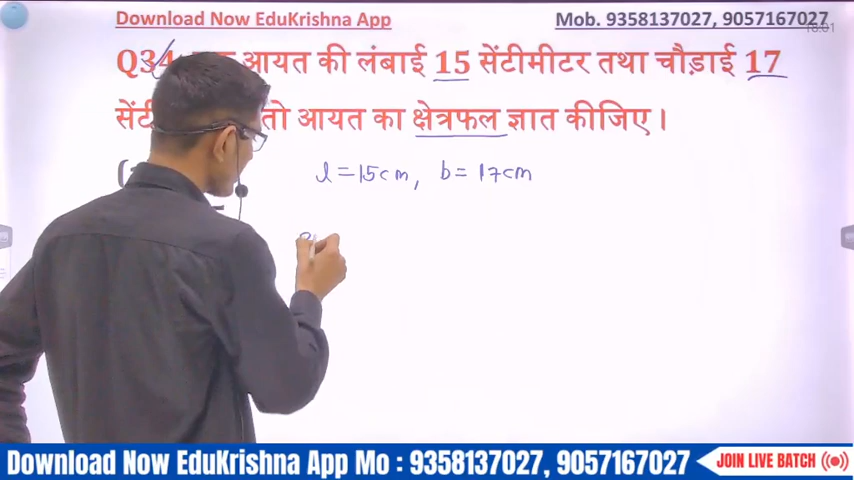 Download Now EduKrishna App
Mob. 9358137027, 9057167027
Q34 आयत की लंबाई 15 सेंटीमीटर तथा चौड़ाई 17
तो आयत का क्षेत्रफल ज्ञात कीजिए।
l = 15cm, b = 17cm
Download Now EduKrishna App Mo : 9358137027, 9057167027
JOIN LIVE BATCH